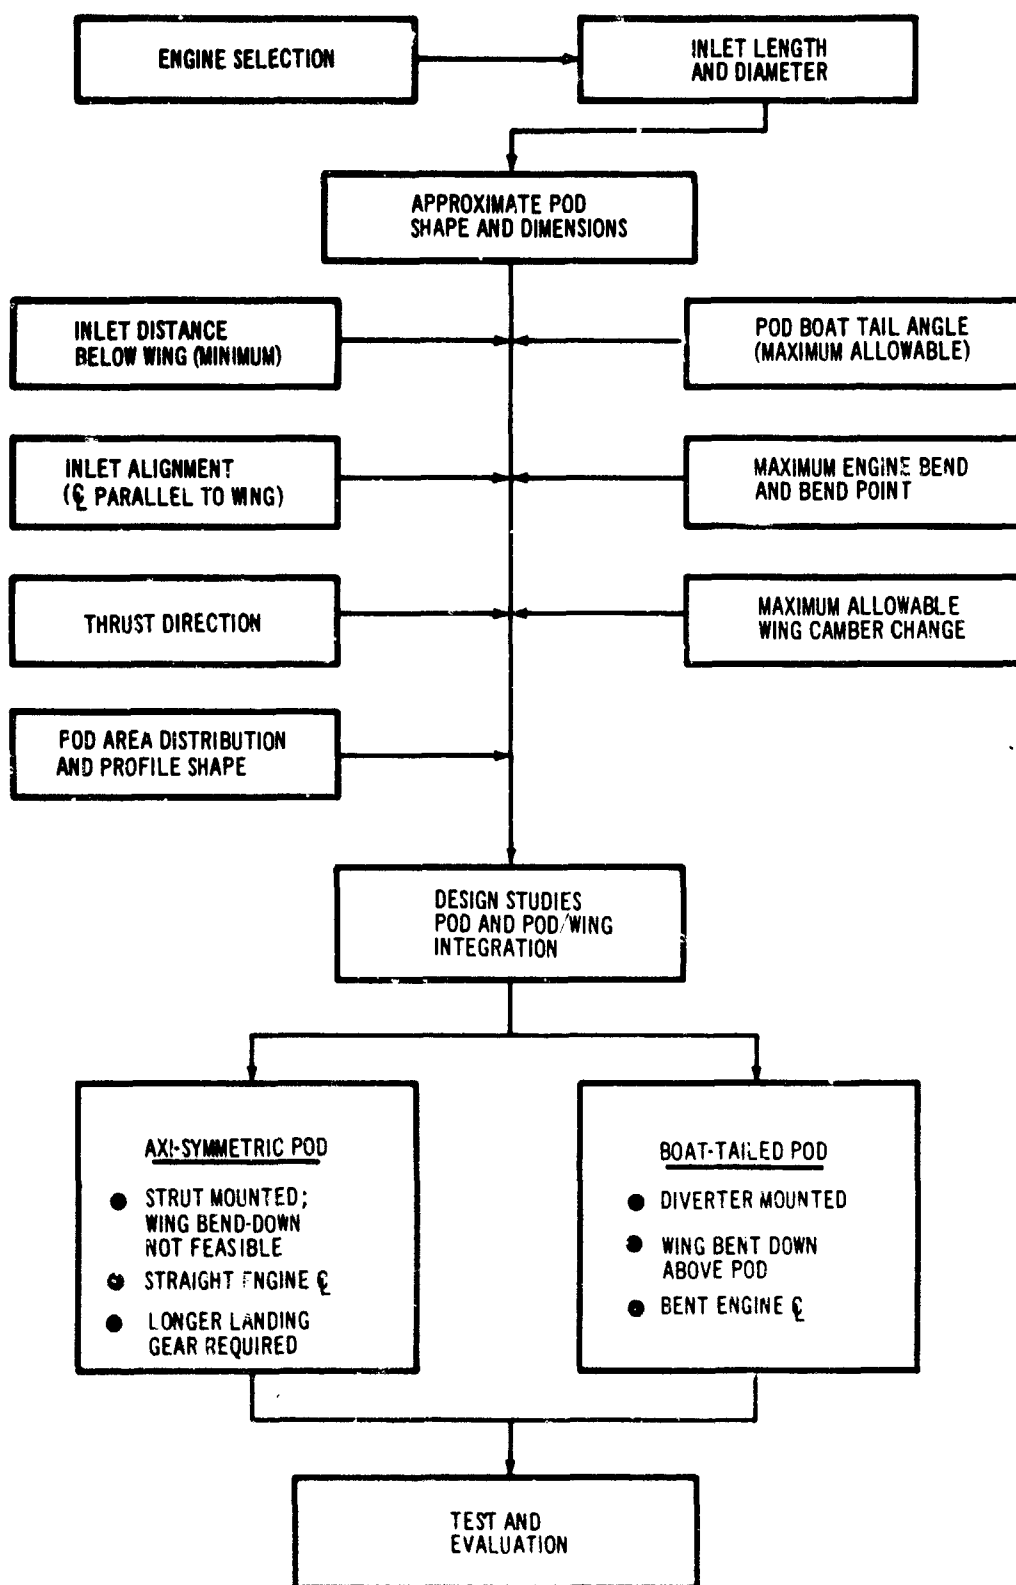 ENGINE SELECTION
INLET LENGTH
AND DIAMETER
APPROXIMATE POD
SHAPE AND DIMENSIONS
INLET DISTANCE
BELOW WING (MINIMUM)
POD BOAT TAIL ANGLE
(MAXIMUM ALLOWABLE)
INLET ALIGNMENT
(℄ PARALLEL TO WING)
MAXIMUM ENGINE BEND
AND BEND POINT
THRUST DIRECTION
MAXIMUM ALLOWABLE
WING CAMBER CHANGE
POD AREA DISTRIBUTION
AND PROFILE SHAPE
DESIGN STUDIES
POD AND POD/WING
INTEGRATION
AXI-SYMMETRIC POD
● STRUT MOUNTED;
WING BEND-DOWN
NOT FEASIBLE
● STRAIGHT ENGINE ℄
● LONGER LANDING
GEAR REQUIRED
BOAT-TAILED POD
● DIVERTER MOUNTED
● WING BENT DOWN
ABOVE POD
● BENT ENGINE ℄
TEST AND
EVALUATION